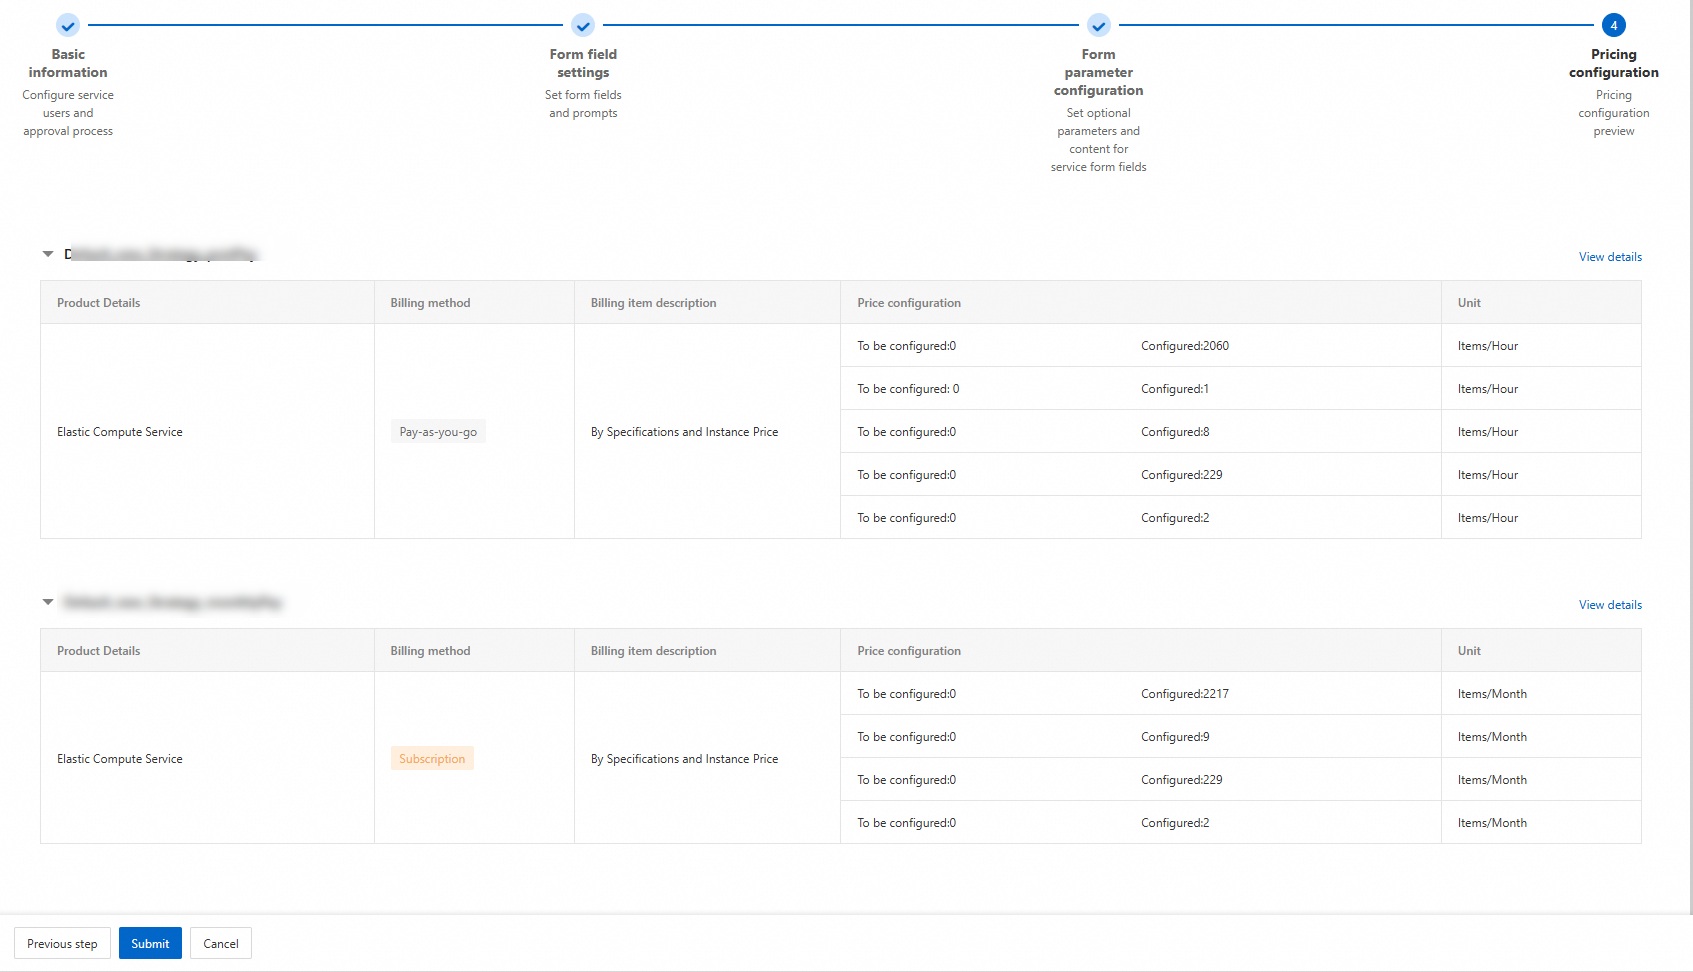 4
Basic
information
Configure service
users and
approval process
Form field
settings
Set form fields
and prompts
Form
parameter
configuration
Set optional
parameters and
content for
service form fields
Pricing
configuration
Pricing
configuration
preview
View details
Product Details Billing method Billing item description Price configuration Unit
To be configured:0 Configured:2060 Items/Hour
To be configured: 0 Configured:1 Items/Hour
Elastic Compute Service Pay-as-you-go By Specifications and Instance Price To be configured:0 Configured:8 Items/Hour
To be configured:0 Configured:229 Items/Hour
To be configured:0 Configured:2 Items/Hour
View details
Product Details Billing method Billing item description Price configuration Unit
To be configured:0 Configured:2217 Items/Month
To be configured:0 Configured:9 Items/Month
Elastic Compute Service Subscription By Specifications and Instance Price
To be configured:0 Configured:229 Items/Month
To be configured:0 Configured:2 Items/Month
Previous step Submit Cancel